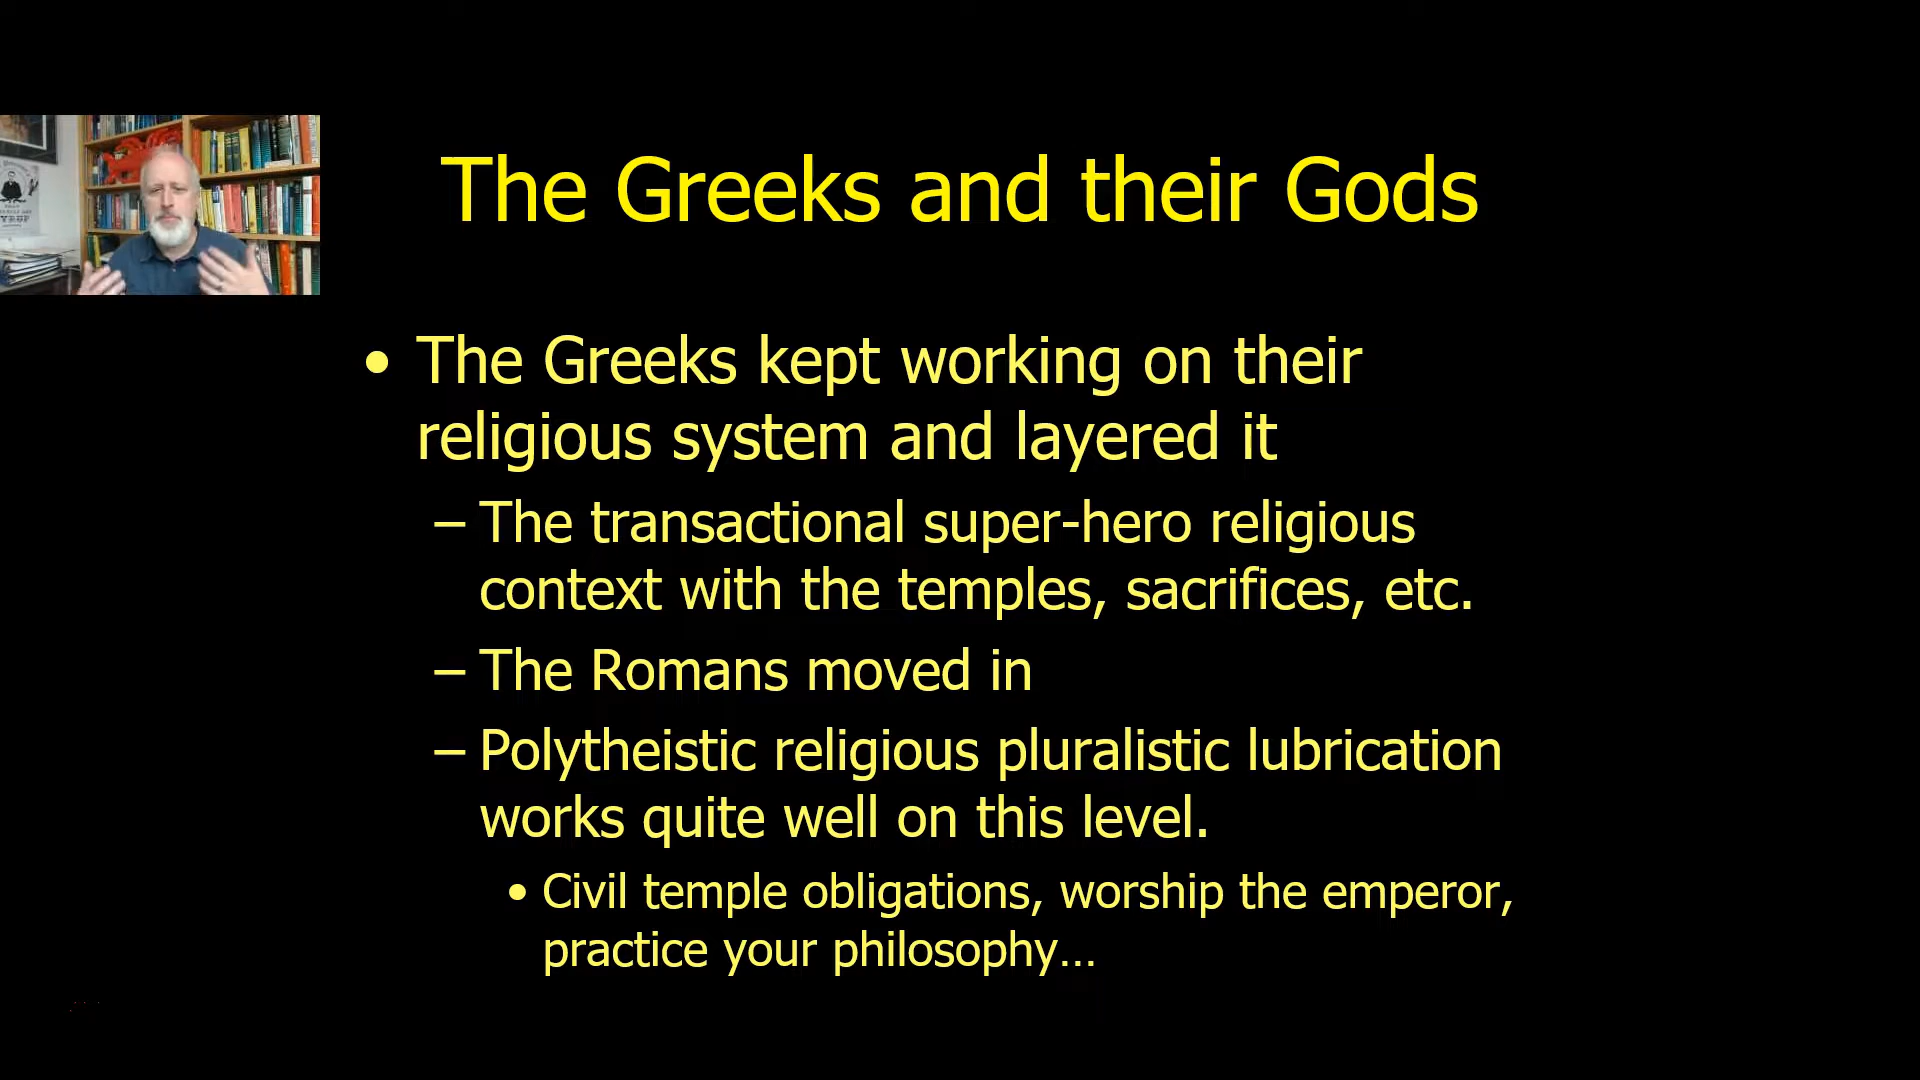 The Greeks and their Gods
• The Greeks kept working on their
religious system and layered it
– The transactional super-hero religious
context with the temples, sacrifices, etc.
– The Romans moved in
– Polytheistic religious pluralistic lubrication
works quite well on this level.
• Civil temple obligations, worship the emperor,
practice your philosophy…